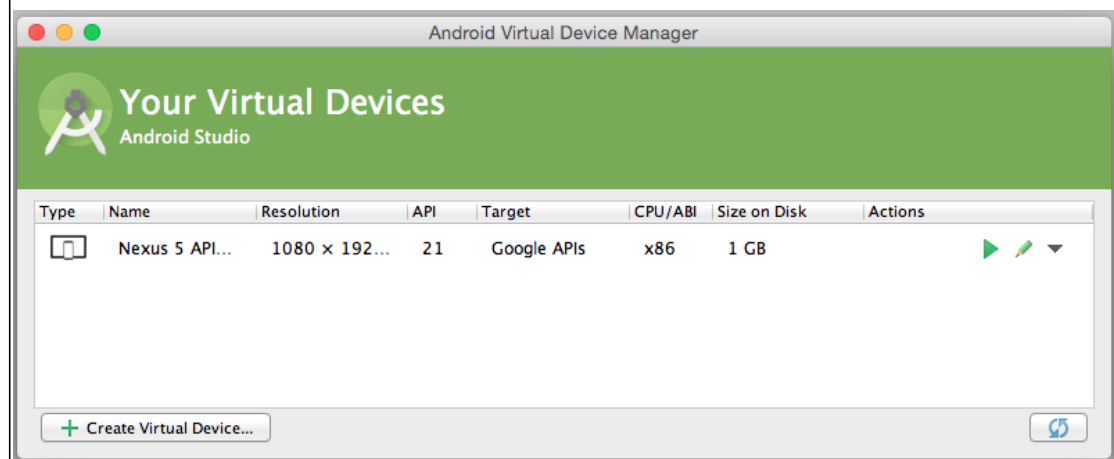 Android Virtual Device Manager
Your Virtual Devices
Android Studio
Type Name Resolution API Target CPU/ABI Size on Disk Actions
Nexus 5 API... 1080 × 192... 21 Google APIs x86 1 GB
Create Virtual Device...